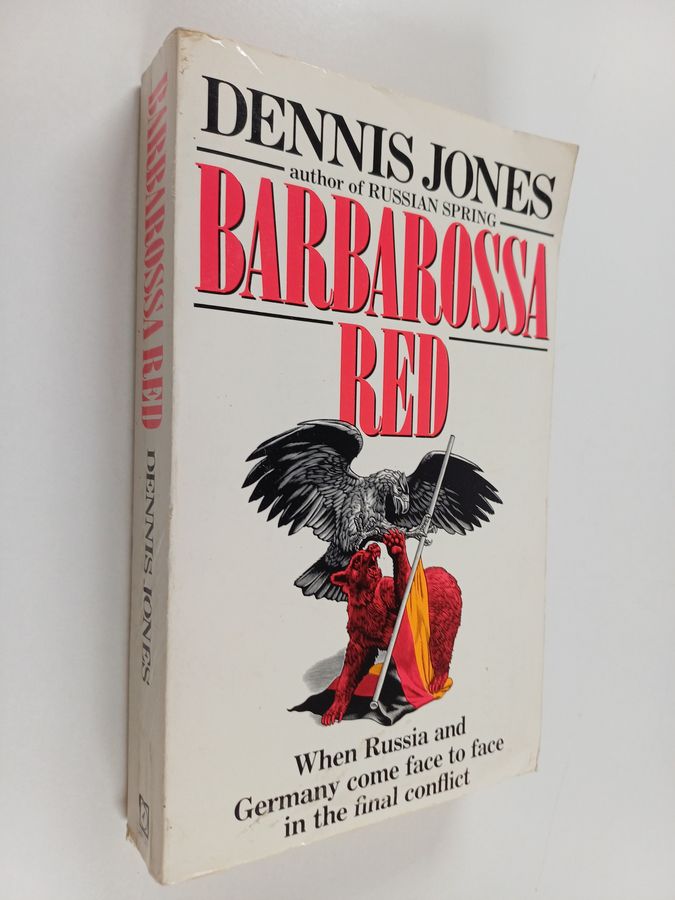 DENNIS JONES
author of RUSSIAN SPRING
BARBAROSSA
RED
When Russia and
Germany come face to face
in the final conflict
BARBAROSSA RED DENNIS JONES